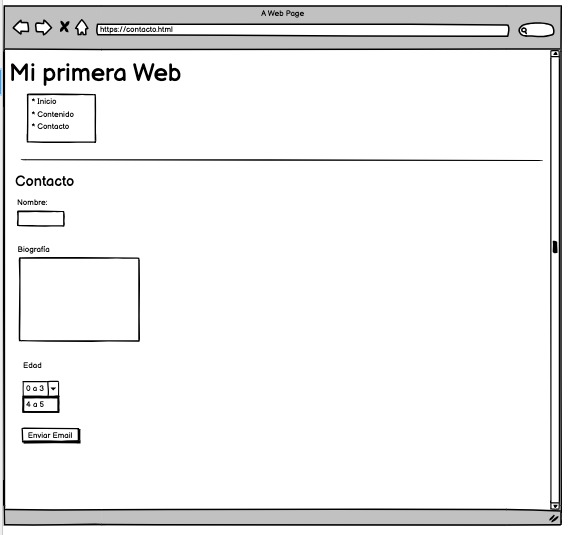 A Web Page
https://contacto.html
Mi primera Web
* Inicio
* Contenido
* Contacto
Contacto
Nombre:
Biografía
Edad
0 a 3
4 a 5
Enviar Email